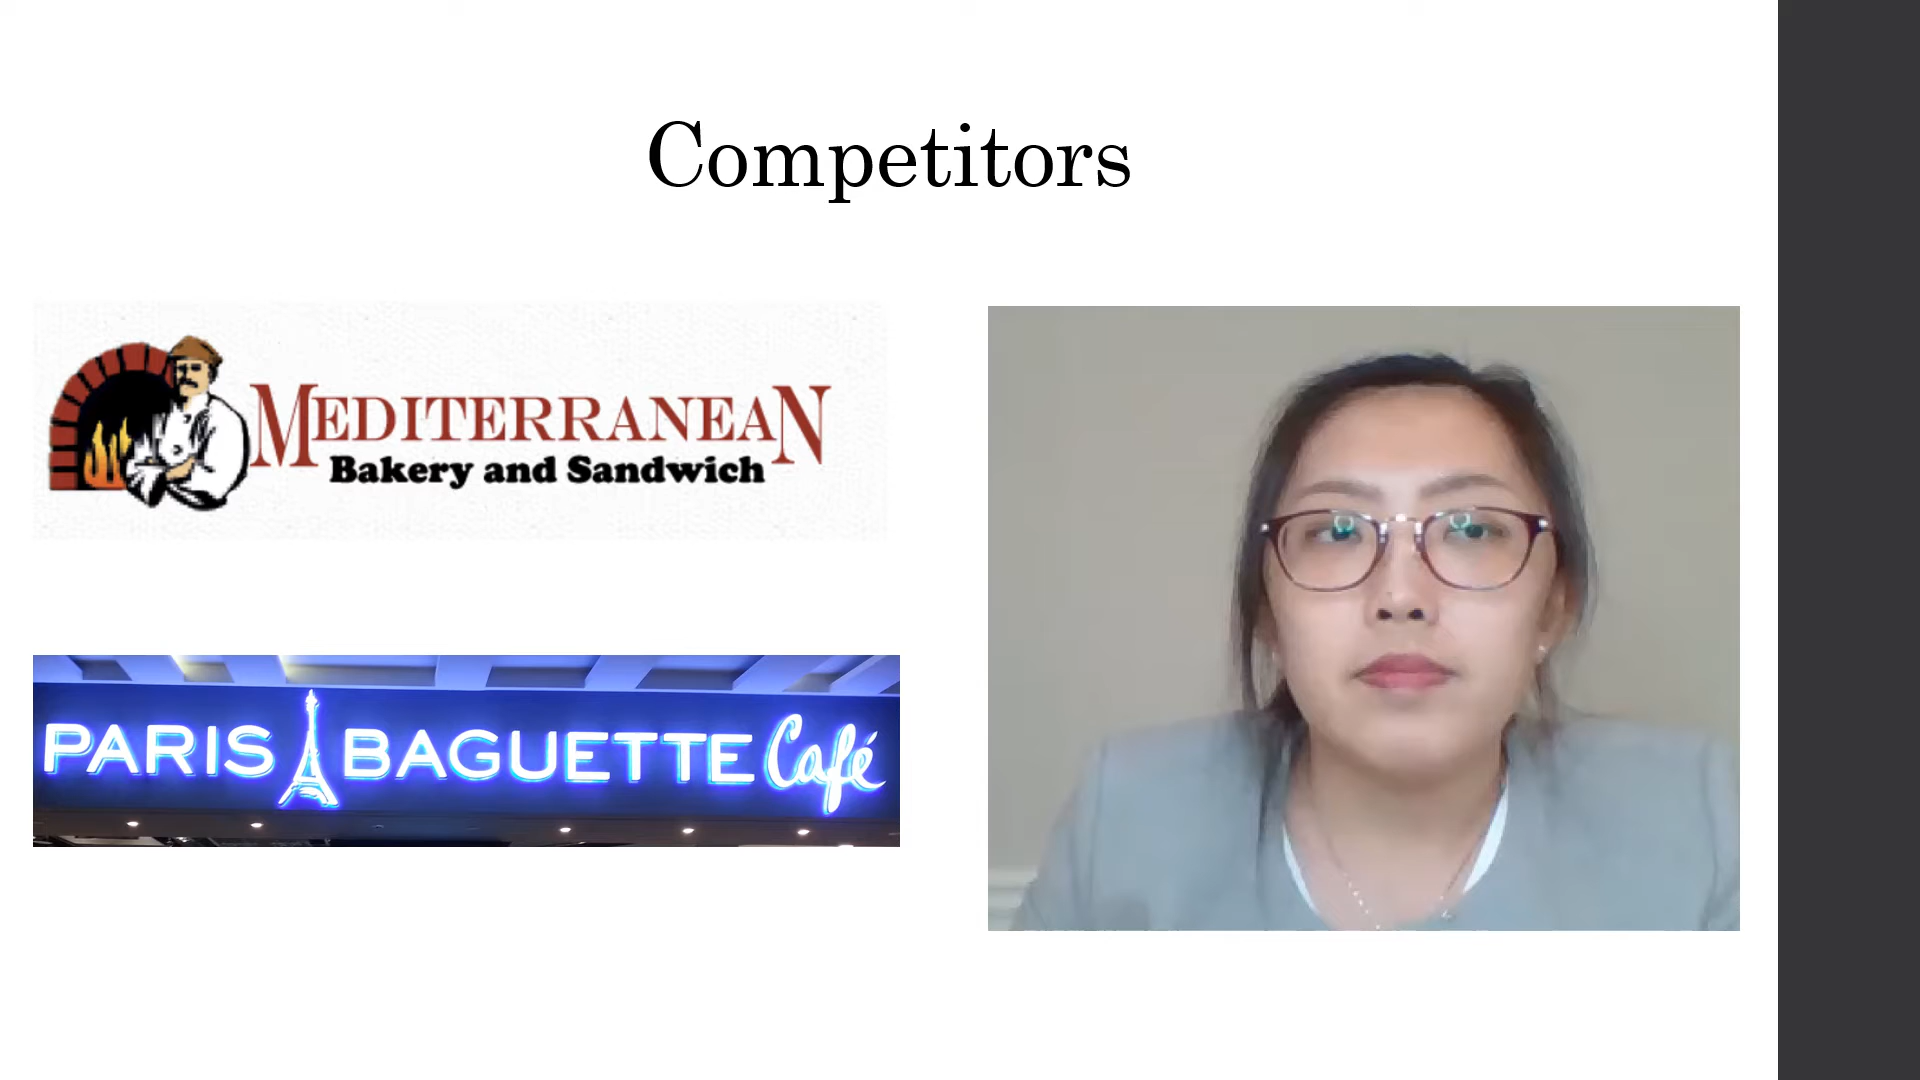 Competitors
MEDITERRANEAN
Bakery and Sandwich
PARIS BAGUETTE Café